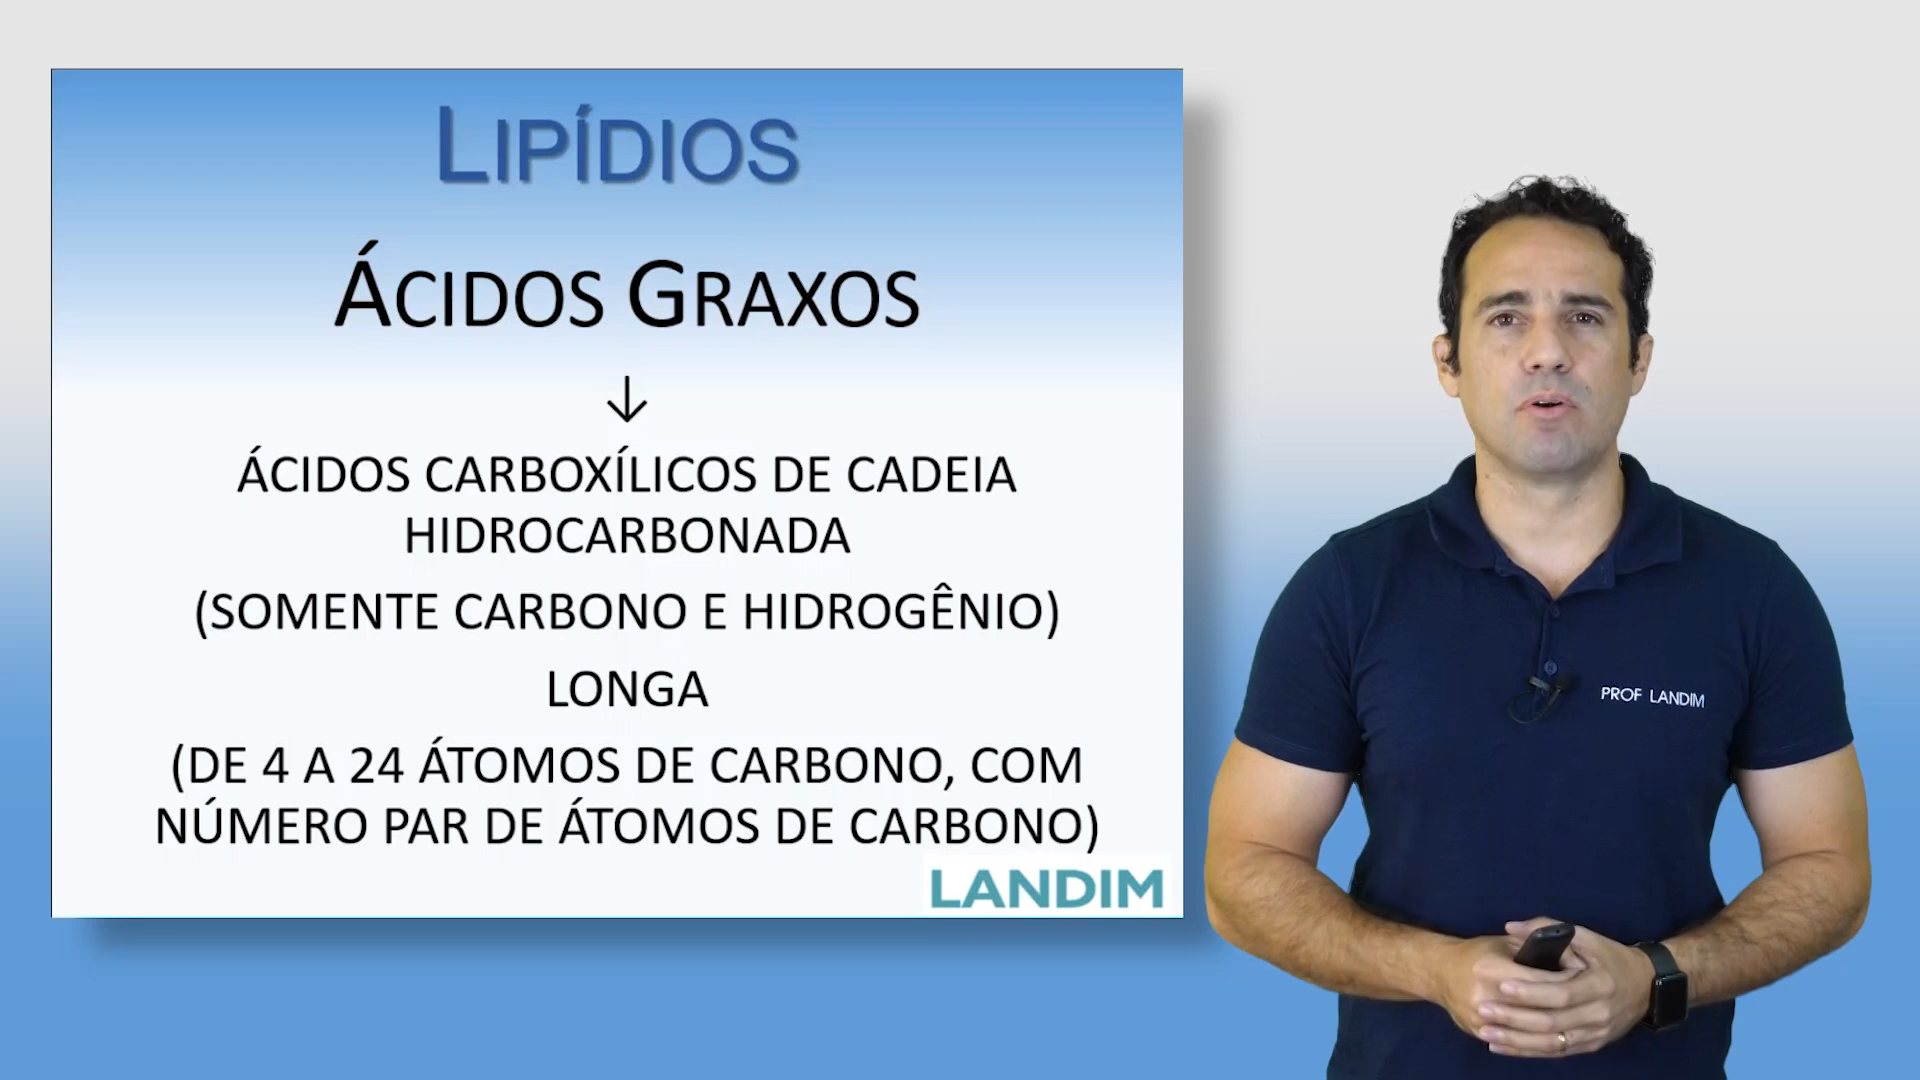 LIPÍDIOS
ÁCIDOS GRAXOS
↓
ÁCIDOS CARBOXÍLICOS DE CADEIA
HIDROCARBONADA
(SOMENTE CARBONO E HIDROGÊNIO)
LONGA
(DE 4 A 24 ÁTOMOS DE CARBONO, COM
NÚMERO PAR DE ÁTOMOS DE CARBONO)
LANDIM
PROF LANDIM